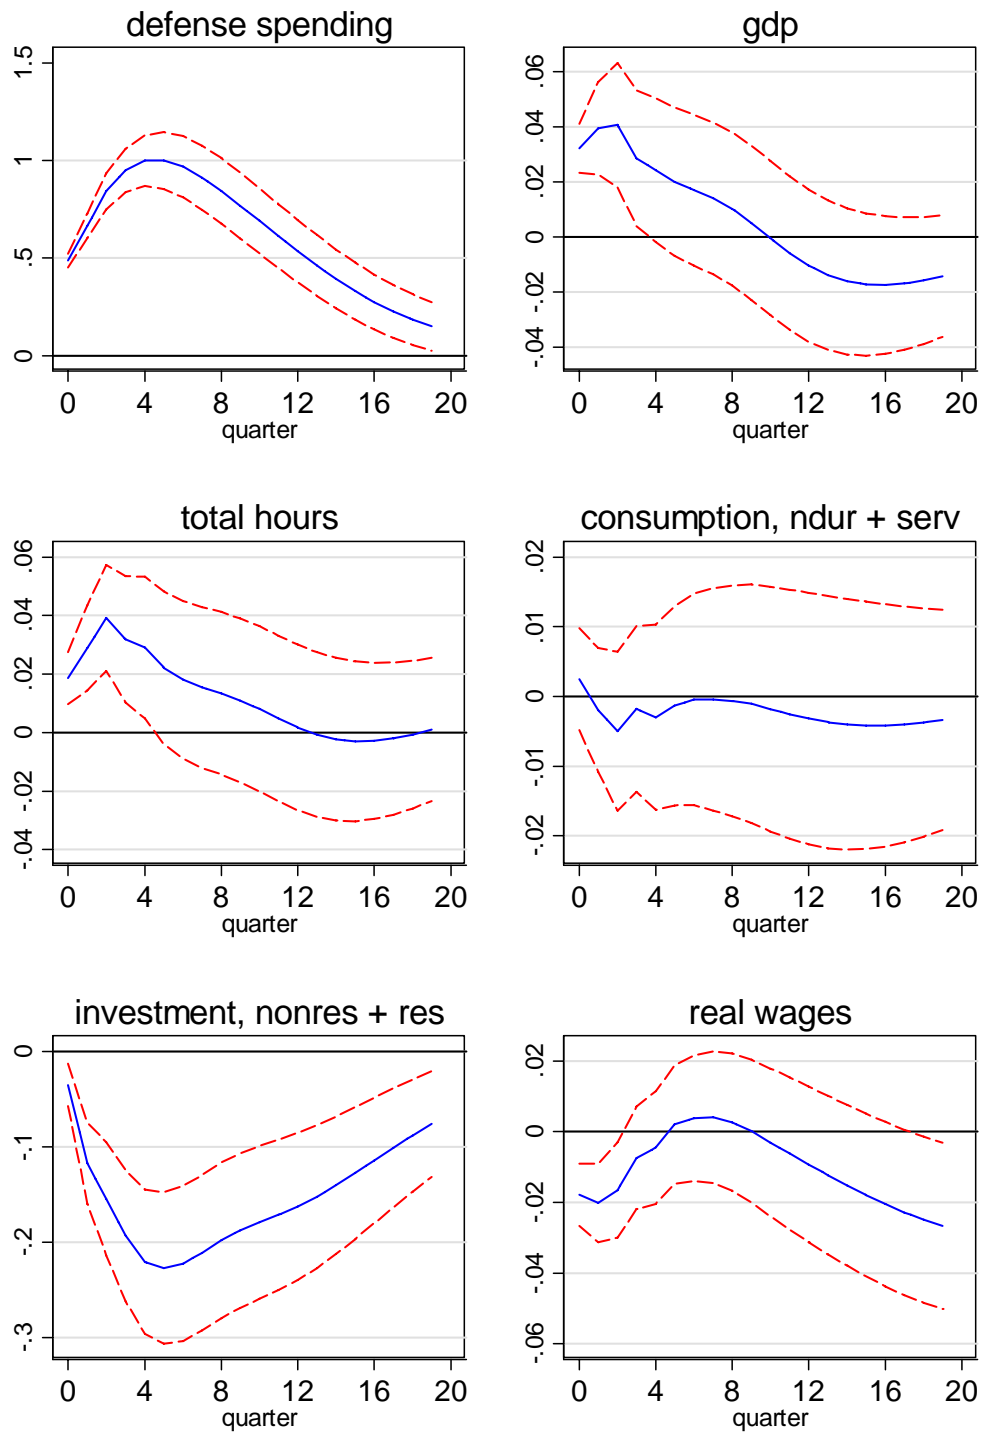 defense spending
1.5
1
.5
0
0 4 8 12 16 20
quarter
gdp
.06
.04
.02
0
-.02
-.04
0 4 8 12 16 20
quarter
total hours
.06
.04
.02
0
-.02
-.04
0 4 8 12 16 20
quarter
consumption, ndur + serv
.02
.01
0
-.01
-.02
0 4 8 12 16 20
quarter
investment, nonres + res
0
-.1
-.2
-.3
0 4 8 12 16 20
quarter
real wages
.02
0
-.02
-.04
-.06
0 4 8 12 16 20
quarter